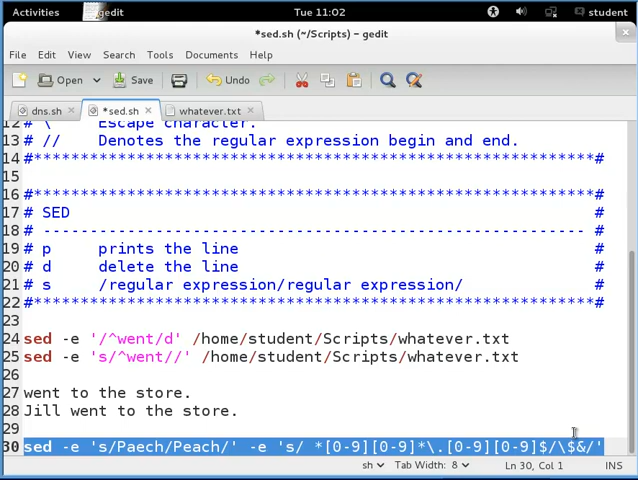 Activities gedit Tue 11:02 student
*sed.sh (~/Scripts) – gedit
File Edit View Search Tools Documents Help
Open Save Undo
dns.sh *sed.sh whatever.txt
12 # \ Escape character.
13 # // Denotes the regular expression begin and end.
14 #***************************************************************#
15
16 #***************************************************************#
17 # SED #
18 # ------------------------------------------------------------- #
19 # p prints the line #
20 # d delete the line #
21 # s /regular expression/regular expression/ #
22 #***************************************************************#
23
24 sed -e '/^went/d' /home/student/Scripts/whatever.txt
25 sed -e 's/^went//' /home/student/Scripts/whatever.txt
26
27 went to the store.
28 Jill went to the store.
29
30 sed -e 's/Paech/Peach/' -e 's/ *[0-9][0-9]*\.[0-9][0-9]$/\$&/'
sh Tab Width: 8 Ln 30, Col 1 INS